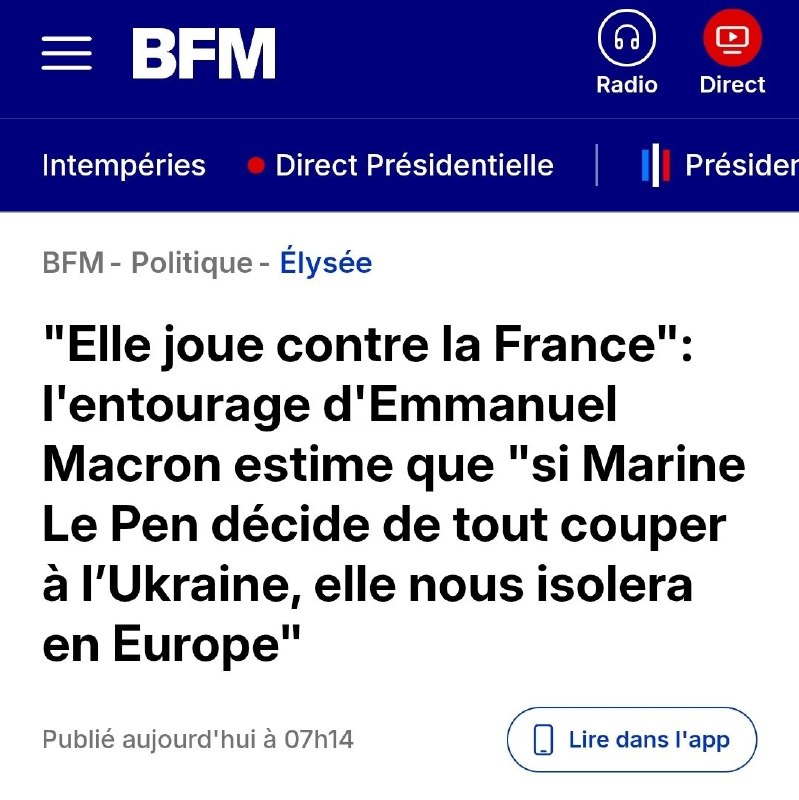 BFM
Radio
Direct
Intempéries
Direct Présidentielle
Présiden
BFM - Politique - Élysée
"Elle joue contre la France":
l'entourage d'Emmanuel
Macron estime que "si Marine
Le Pen décide de tout couper
à l’Ukraine, elle nous isolera
en Europe"
Publié aujourd'hui à 07h14
Lire dans l'app